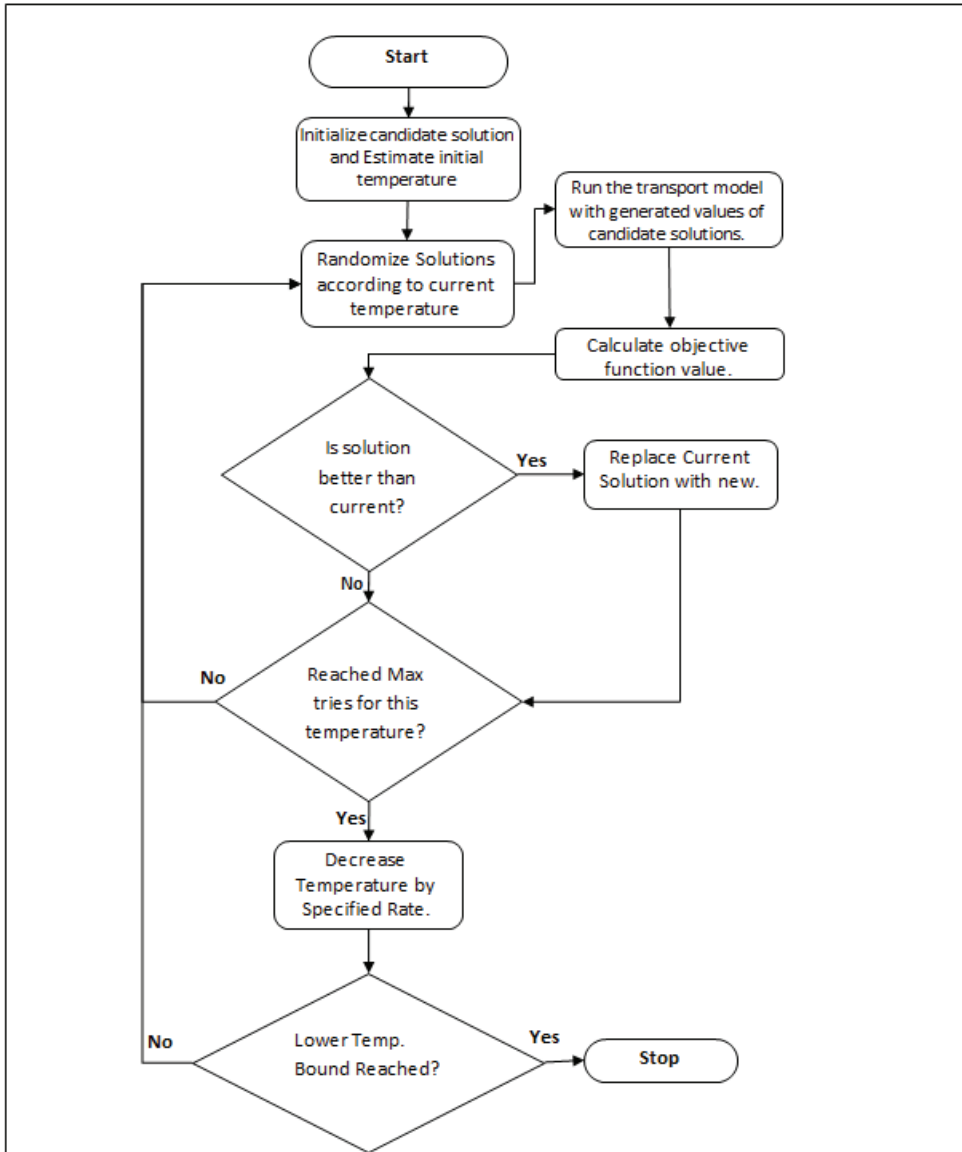 Start
Initialize candidate solution
and Estimate initial
temperature
Run the transport model
with generated values of
candidate solutions.
Randomize Solutions
according to current
temperature
Calculate objective
function value.
Is solution
better than
current?
Yes
Replace Current
Solution with new.
No
Reached Max
tries for this
temperature?
No
Yes
Decrease
Temperature by
Specified Rate.
Lower Temp.
Bound Reached?
No
Yes
Stop